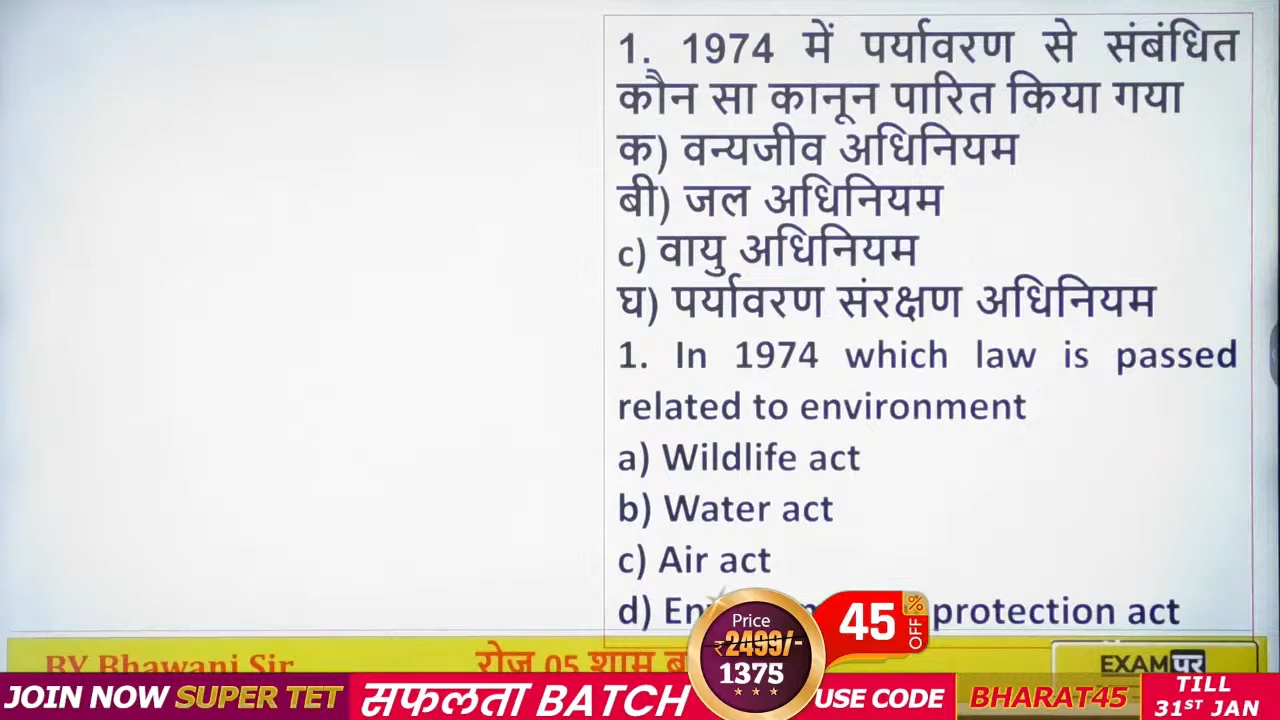 1. 1974 में पर्यावरण से संबंधित
कौन सा कानून पारित किया गया
क) वन्यजीव अधिनियम
बी) जल अधिनियम
c) वायु अधिनियम
घ) पर्यावरण संरक्षण अधिनियम
1. In 1974 which law is passed
related to environment
a) Wildlife act
b) Water act
c) Air act
d) protection act
BY Bhawani Sir
रोज 05 शाम
Price
₹2499/-
1375
45 % OFF
EXAMपुर
JOIN NOW SUPER TET
सफलता BATCH
USE CODE BHARAT45
TILL
31ST JAN